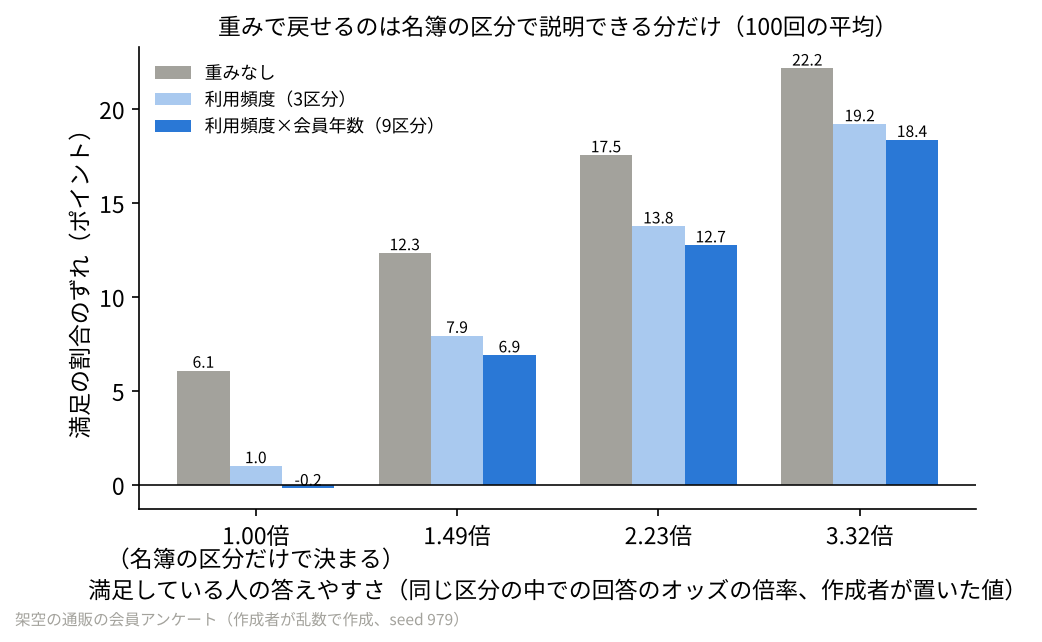 重みで戻せるのは名簿の区分で説明できる分だけ（100回の平均）
満足の割合のずれ（ポイント）
重みなし
利用頻度（3区分）
利用頻度×会員年数（9区分）
20
15
10
5
0
6.1
1.0
-0.2
12.3
7.9
6.9
17.5
13.8
12.7
22.2
19.2
18.4
1.00倍
（名簿の区分だけで決まる）
1.49倍
2.23倍
3.32倍
満足している人の答えやすさ（同じ区分の中での回答のオッズの倍率、作成者が置いた値）
架空の通販の会員アンケート（作成者が乱数で作成、seed 979）